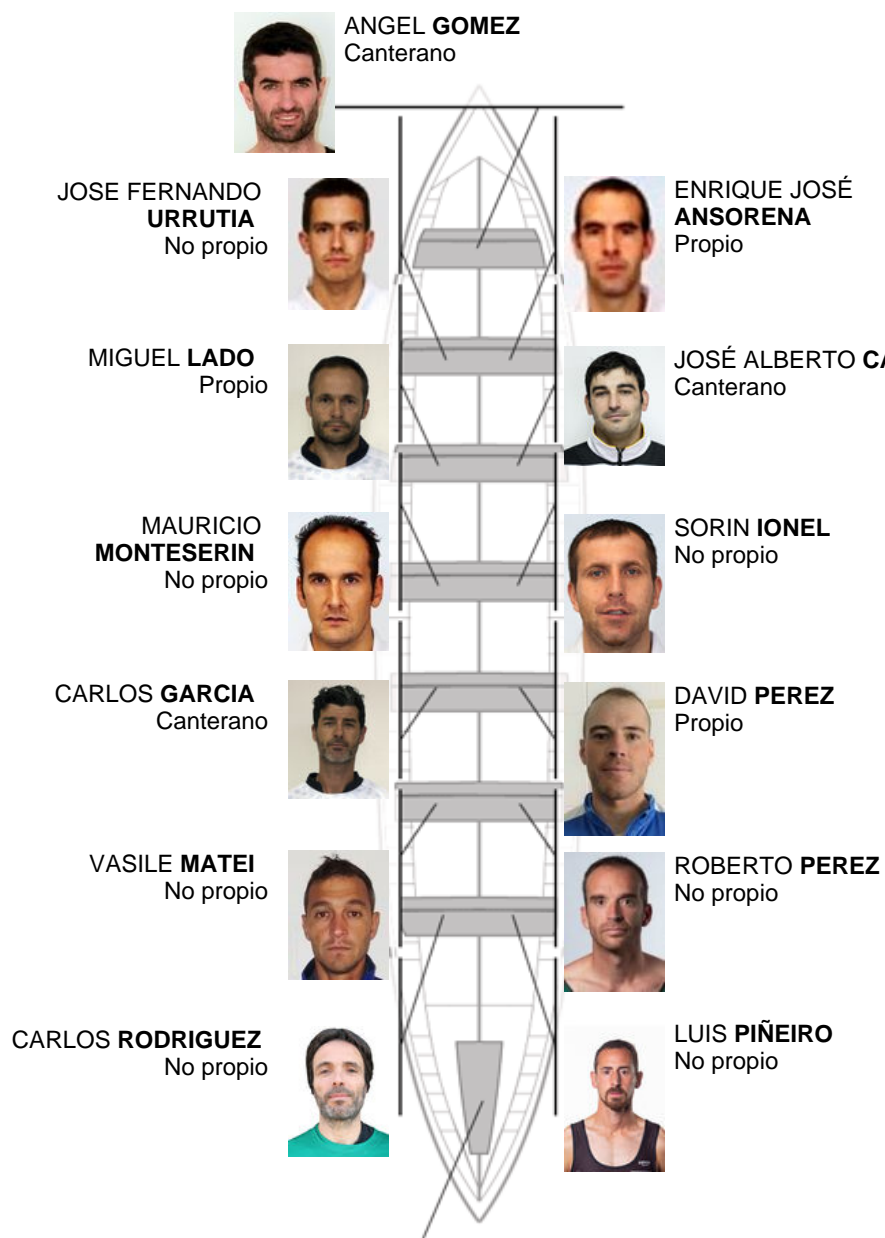 ANGEL GOMEZ
Canterano
JOSE FERNANDO
URRUTIA
No propio
ENRIQUE JOSÉ
ANSORENA
Propio
MIGUEL LADO
Propio
JOSÉ ALBERTO
Canterano
MAURICIO
MONTESERIN
No propio
SORIN IONEL
No propio
CARLOS GARCIA
Canterano
DAVID PEREZ
Propio
VASILE MATEI
No propio
ROBERTO PEREZ
No propio
CARLOS RODRIGUEZ
No propio
LUIS PIÑEIRO
No propio